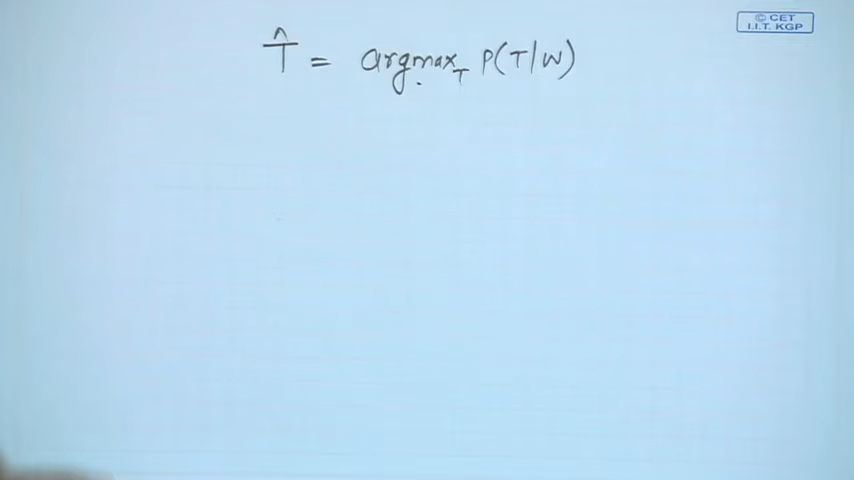 © CET
I.I.T. KGP
T̂ = argmax_T P(T/W)